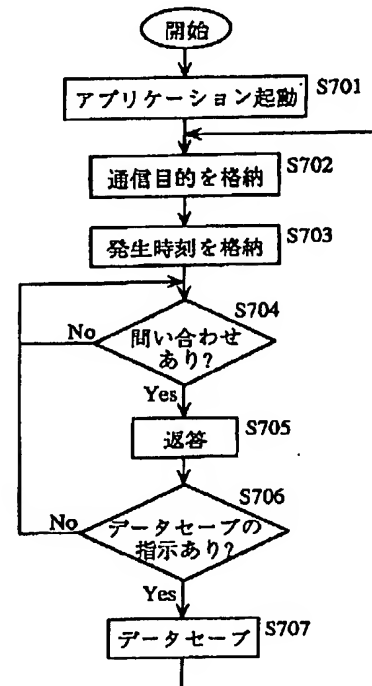 開始
アプリケーション起動
S701
通信目的を格納
S702
発生時刻を格納
S703
S704
問い合わせ
あり?
No
Yes
返答
S705
S706
データセーブの
指示あり?
No
Yes
データセーブ
S707